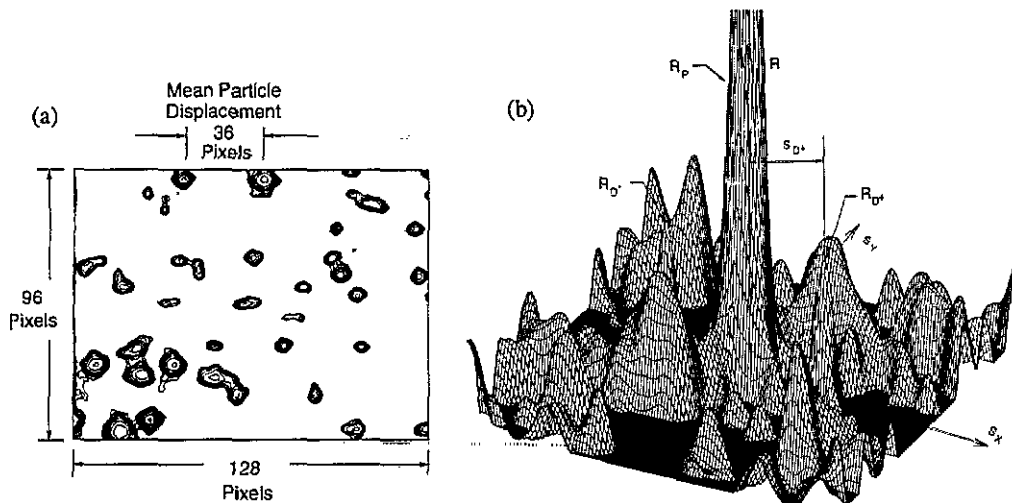 (a)
Mean Particle
Displacement
36
Pixels
96
Pixels
128
Pixels
(b)
R_P
R
S_D+
R_D-
R_D+
S_Y
S_X